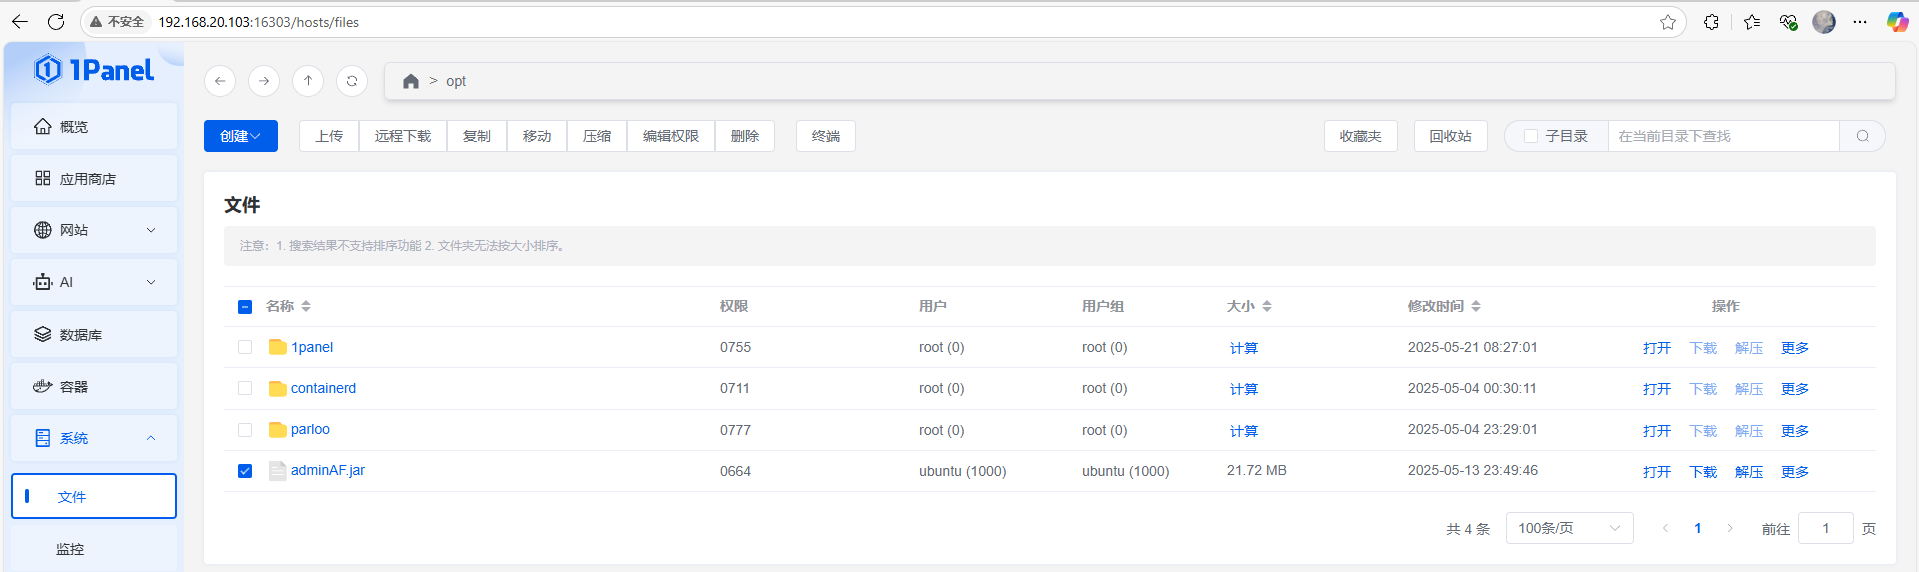 不安全 192.168.20.103:16303/hosts/files
1Panel
> opt
概览
创建 上传 远程下载 复制 移动 压缩 编辑权限 删除 终端 收藏夹 回收站 子目录 在当前目录下查找
应用商店
文件
网站
注意：1. 搜索结果不支持排序功能 2. 文件夹无法按大小排序。
AI
名称 权限 用户 用户组 大小 修改时间 操作
数据库
1panel 0755 root (0) root (0) 计算 2025-05-21 08:27:01 打开 下载 解压 更多
容器
containerd 0711 root (0) root (0) 计算 2025-05-04 00:30:11 打开 下载 解压 更多
系统
parloo 0777 root (0) root (0) 计算 2025-05-04 23:29:01 打开 下载 解压 更多
adminAF.jar 0664 ubuntu (1000) ubuntu (1000) 21.72 MB 2025-05-13 23:49:46 打开 下载 解压 更多
文件
共 4 条 100条/页 1 前往 1 页
监控